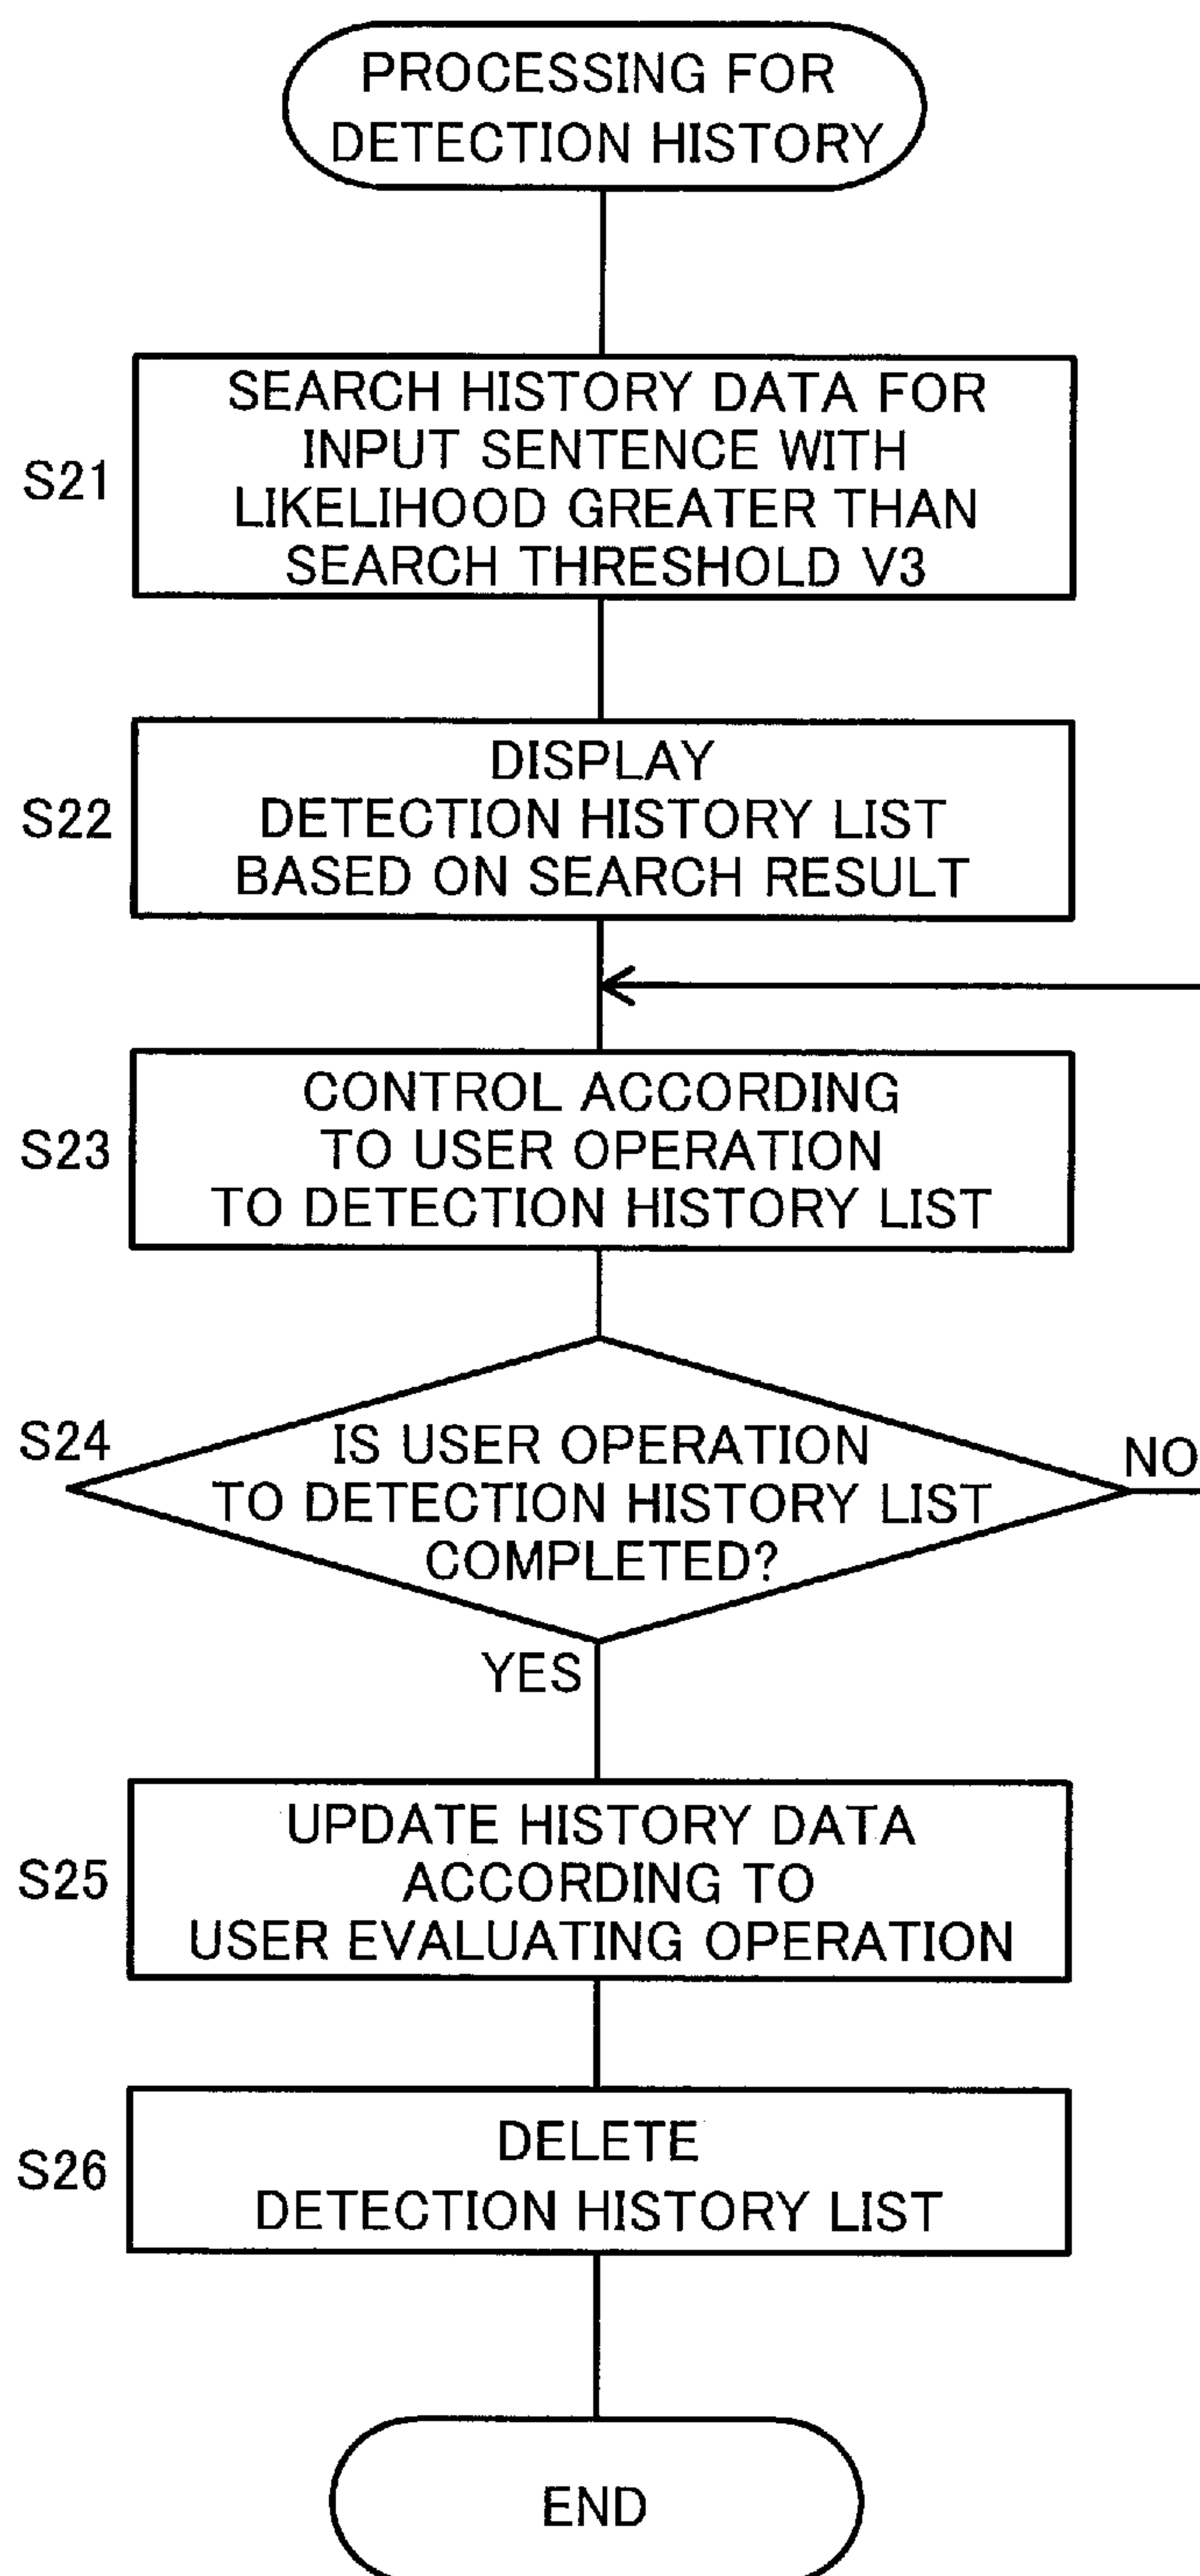 PROCESSING FOR
DETECTION HISTORY
S21
SEARCH HISTORY DATA FOR
INPUT SENTENCE WITH
LIKELIHOOD GREATER THAN
SEARCH THRESHOLD V3
S22
DISPLAY
DETECTION HISTORY LIST
BASED ON SEARCH RESULT
S23
CONTROL ACCORDING
TO USER OPERATION
TO DETECTION HISTORY LIST
S24
IS USER OPERATION
TO DETECTION HISTORY LIST
COMPLETED?
NO
YES
S25
UPDATE HISTORY DATA
ACCORDING TO
USER EVALUATING OPERATION
S26
DELETE
DETECTION HISTORY LIST
END